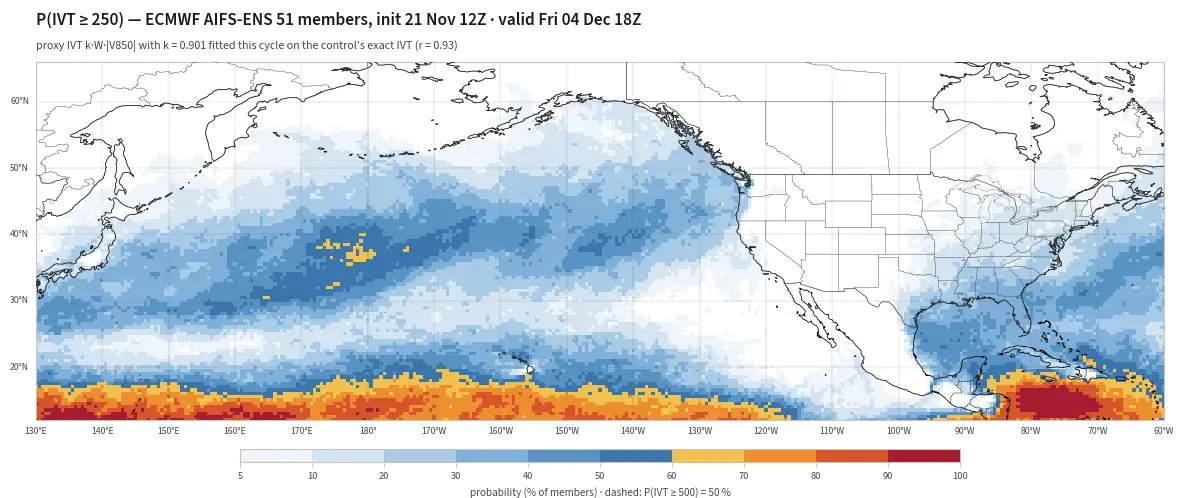 P(IVT ≥ 250) — ECMWF AIFS-ENS 51 members, init 21 Nov 12Z · valid Fri 04 Dec 18Z
proxy IVT k·W·|V850| with k = 0.901 fitted this cycle on the control's exact IVT (r = 0.93)
60°N
50°N
40°N
30°N
20°N
130°E 140°E 150°E 160°E 170°E 180° 170°W 160°W 150°W 140°W 130°W 120°W 110°W 100°W 90°W 80°W 70°W 60°W
5 10 20 30 40 50 60 70 80 90 100
probability (% of members) · dashed: P(IVT ≥ 500) = 50 %